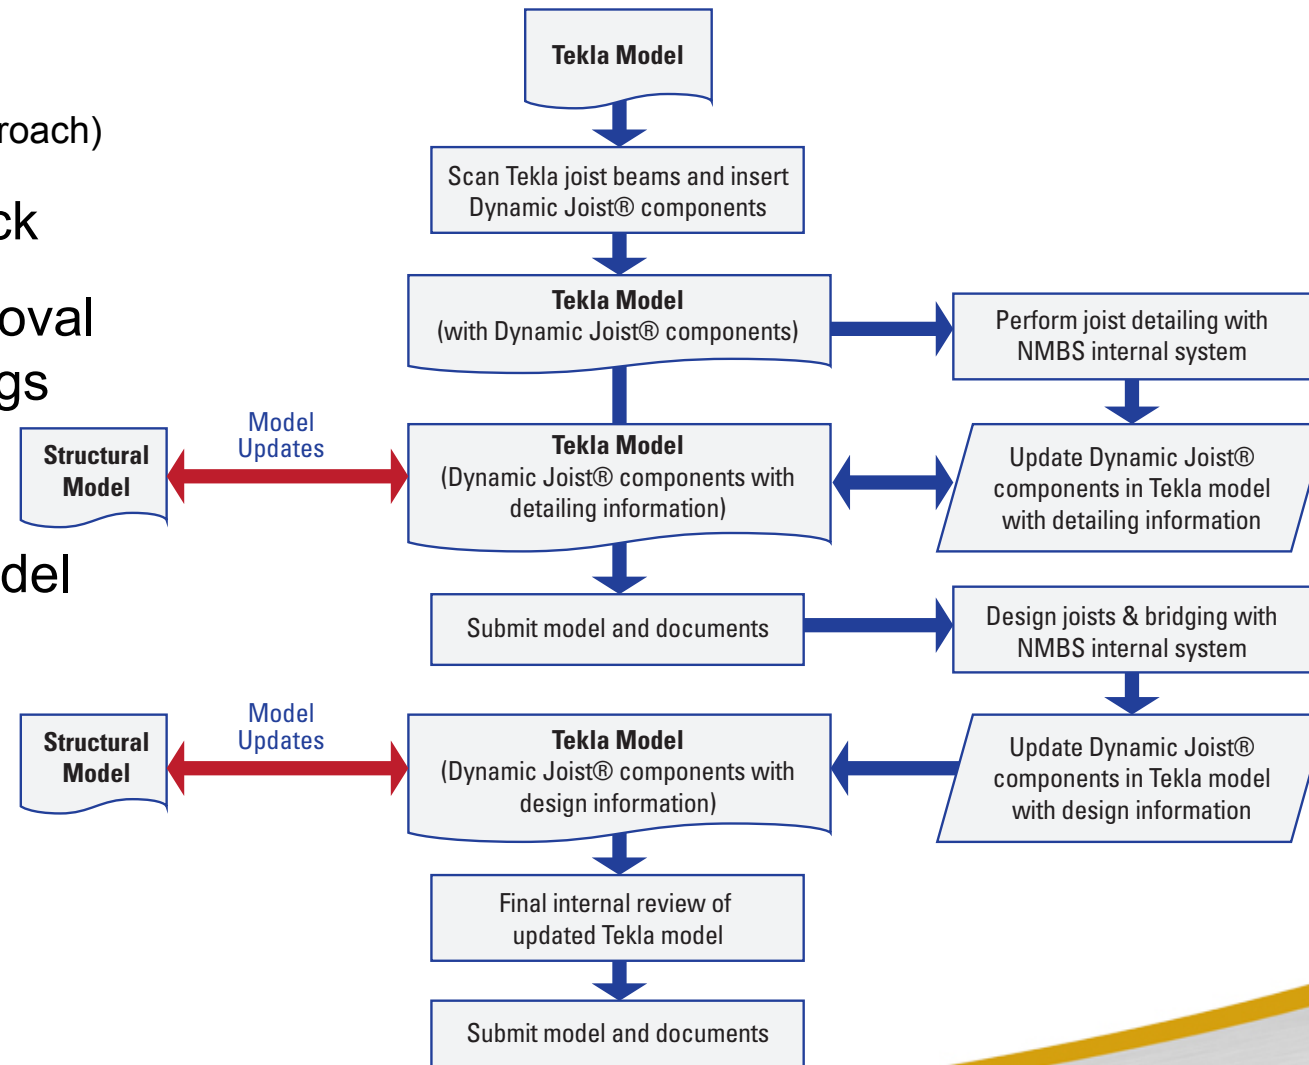 Tekla Model
roach)
Scan Tekla joist beams and insert
Dynamic Joist® components
ck
oval
gs
del
Tekla Model
(with Dynamic Joist® components)
Perform joist detailing with
NMBS internal system
Structural
Model
Model
Updates
Tekla Model
(Dynamic Joist® components with
detailing information)
Update Dynamic Joist®
components in Tekla model
with detailing information
Submit model and documents
Design joists & bridging with
NMBS internal system
Structural
Model
Model
Updates
Tekla Model
(Dynamic Joist® components with
design information)
Update Dynamic Joist®
components in Tekla model
with design information
Final internal review of
updated Tekla model
Submit model and documents